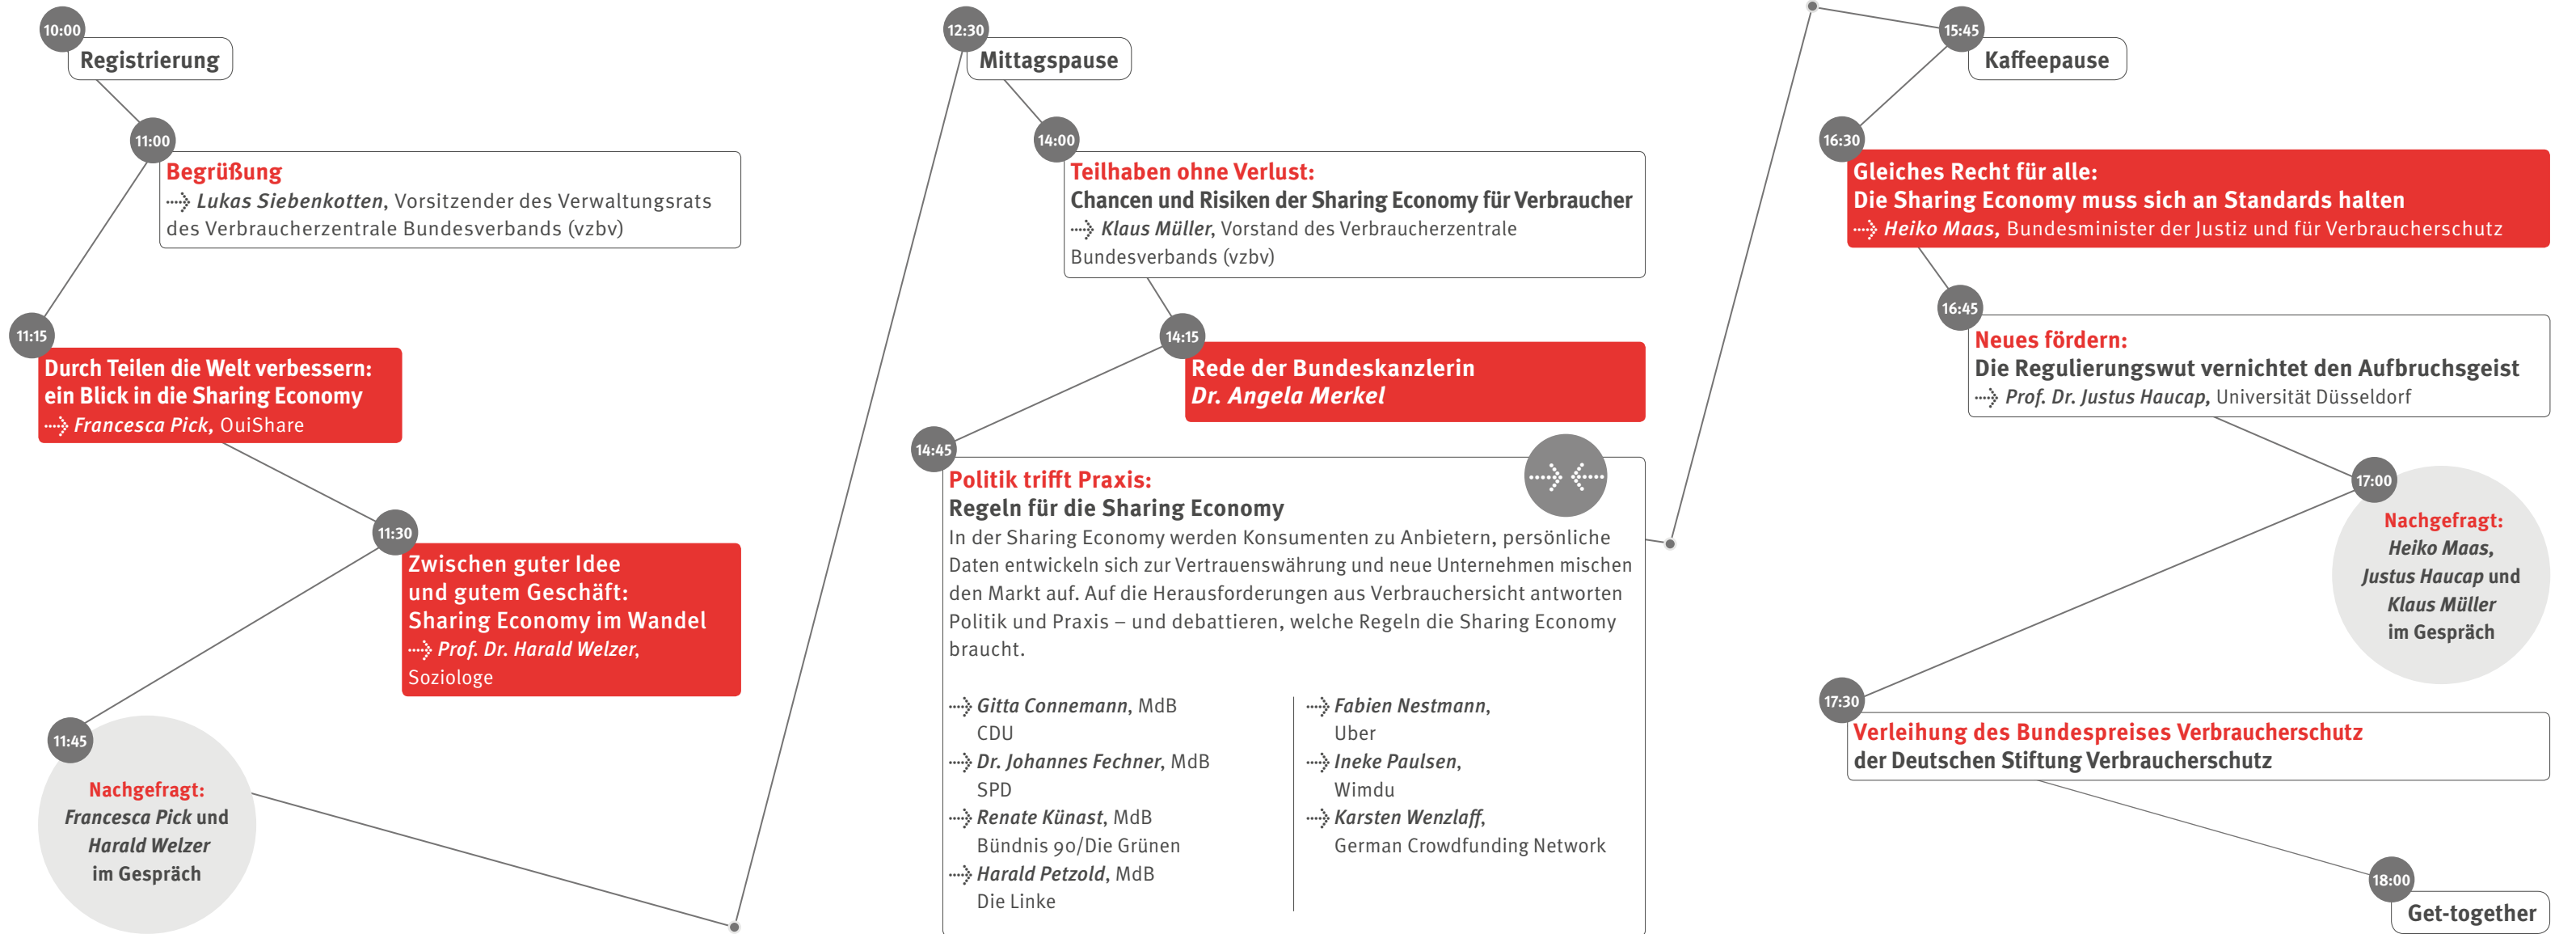 10:00
Registrierung
11:00
Begrüßung
Lukas Siebenkotten, Vorsitzender des Verwaltungsrats
des Verbraucherzentrale Bundesverbands (vzbv)
11:15
Durch Teilen die Welt verbessern:
ein Blick in die Sharing Economy
Francesca Pick, OuiShare
11:30
Zwischen guter Idee
und gutem Geschäft:
Sharing Economy im Wandel
Prof. Dr. Harald Welzer,
Soziologe
11:45
Nachgefragt:
Francesca Pick und
Harald Welzer
im Gespräch
12:30
Mittagspause
14:00
Teilhaben ohne Verlust:
Chancen und Risiken der Sharing Economy für Verbraucher
Klaus Müller, Vorstand des Verbraucherzentrale
Bundesverbands (vzbv)
14:15
Rede der Bundeskanzlerin
Dr. Angela Merkel
14:45
Politik trifft Praxis:
Regeln für die Sharing Economy
In der Sharing Economy werden Konsumenten zu Anbietern, persönliche
Daten entwickeln sich zur Vertrauenswährung und neue Unternehmen mischen
den Markt auf. Auf die Herausforderungen aus Verbrauchersicht antworten
Politik und Praxis – und debattieren, welche Regeln die Sharing Economy
braucht.
Gitta Connemann, MdB
CDU
Dr. Johannes Fechner, MdB
SPD
Renate Künast, MdB
Bündnis 90/Die Grünen
Harald Petzold, MdB
Die Linke
Fabien Nestmann,
Uber
Ineke Paulsen,
Wimdu
Karsten Wenzlaff,
German Crowdfunding Network
15:45
Kaffeepause
16:30
Gleiches Recht für alle:
Die Sharing Economy muss sich an Standards halten
Heiko Maas, Bundesminister der Justiz und für Verbraucherschutz
16:45
Neues fördern:
Die Regulierungswut vernichtet den Aufbruchsgeist
Prof. Dr. Justus Haucap, Universität Düsseldorf
17:00
Nachgefragt:
Heiko Maas,
Justus Haucap und
Klaus Müller
im Gespräch
17:30
Verleihung des Bundespreises Verbraucherschutz
der Deutschen Stiftung Verbraucherschutz
18:00
Get-together